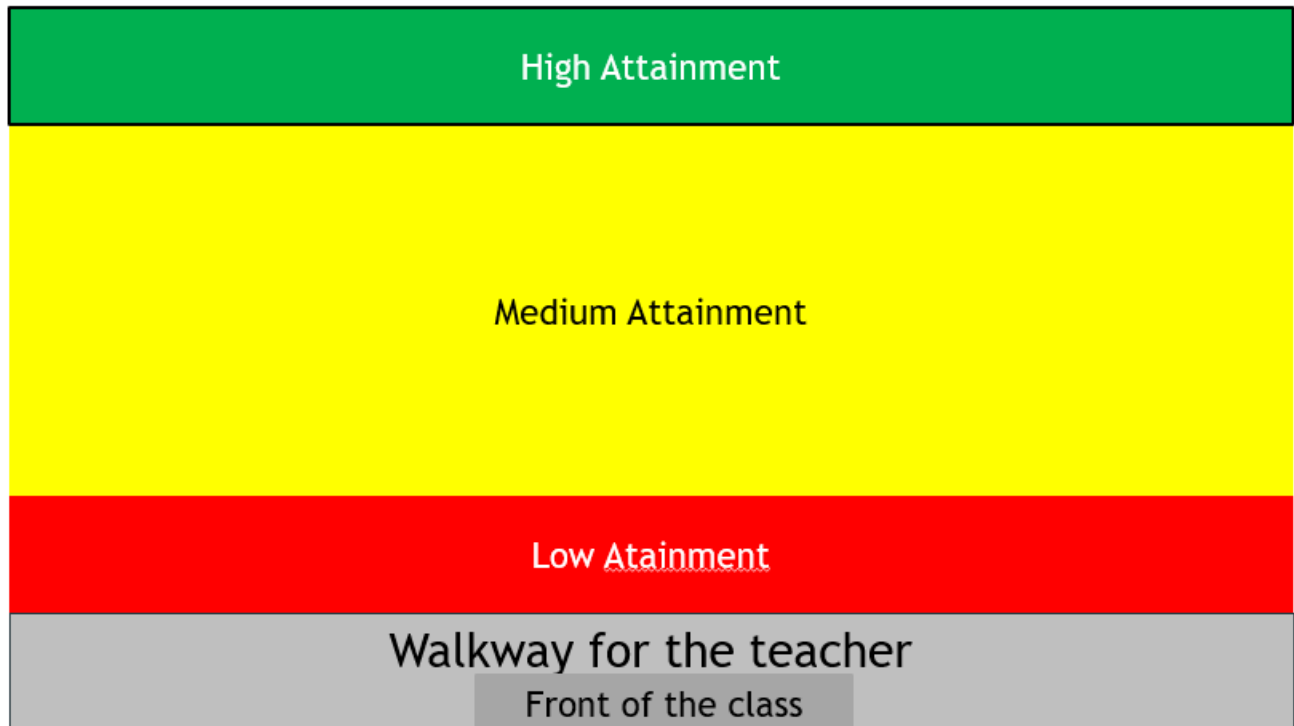 High Attainment
Medium Attainment
Low Atainment
Walkway for the teacher
Front of the class